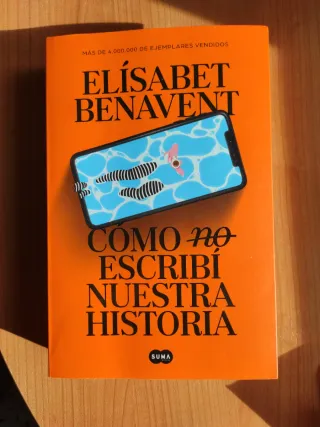 MÁS DE 4.000.000 DE EJEMPLARES VENDIDOS
ELÍSABET
BENAVENT
CÓMO no
ESCRIBÍ
NUESTRA
HISTORIA
SUMA